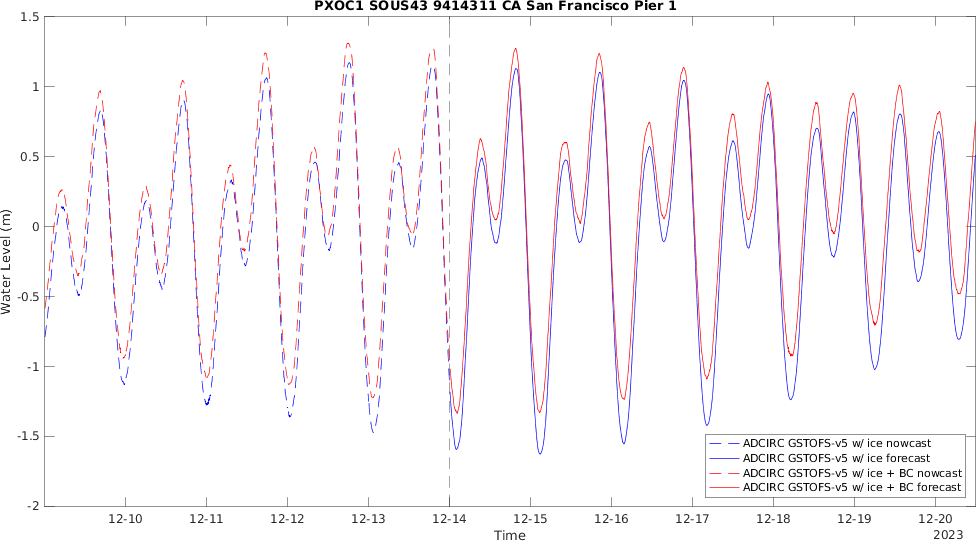 PXOC1 SOUS43 9414311 CA San Francisco Pier 1
1.5
1
0.5
0
-0.5
-1
-1.5
-2
Water Level (m)
12-10 12-11 12-12 12-13 12-14 12-15 12-16 12-17 12-18 12-19 12-20
Time
2023
ADCIRC GSTOFS-v5 w/ ice nowcast
ADCIRC GSTOFS-v5 w/ ice forecast
ADCIRC GSTOFS-v5 w/ ice + BC nowcast
ADCIRC GSTOFS-v5 w/ ice + BC forecast